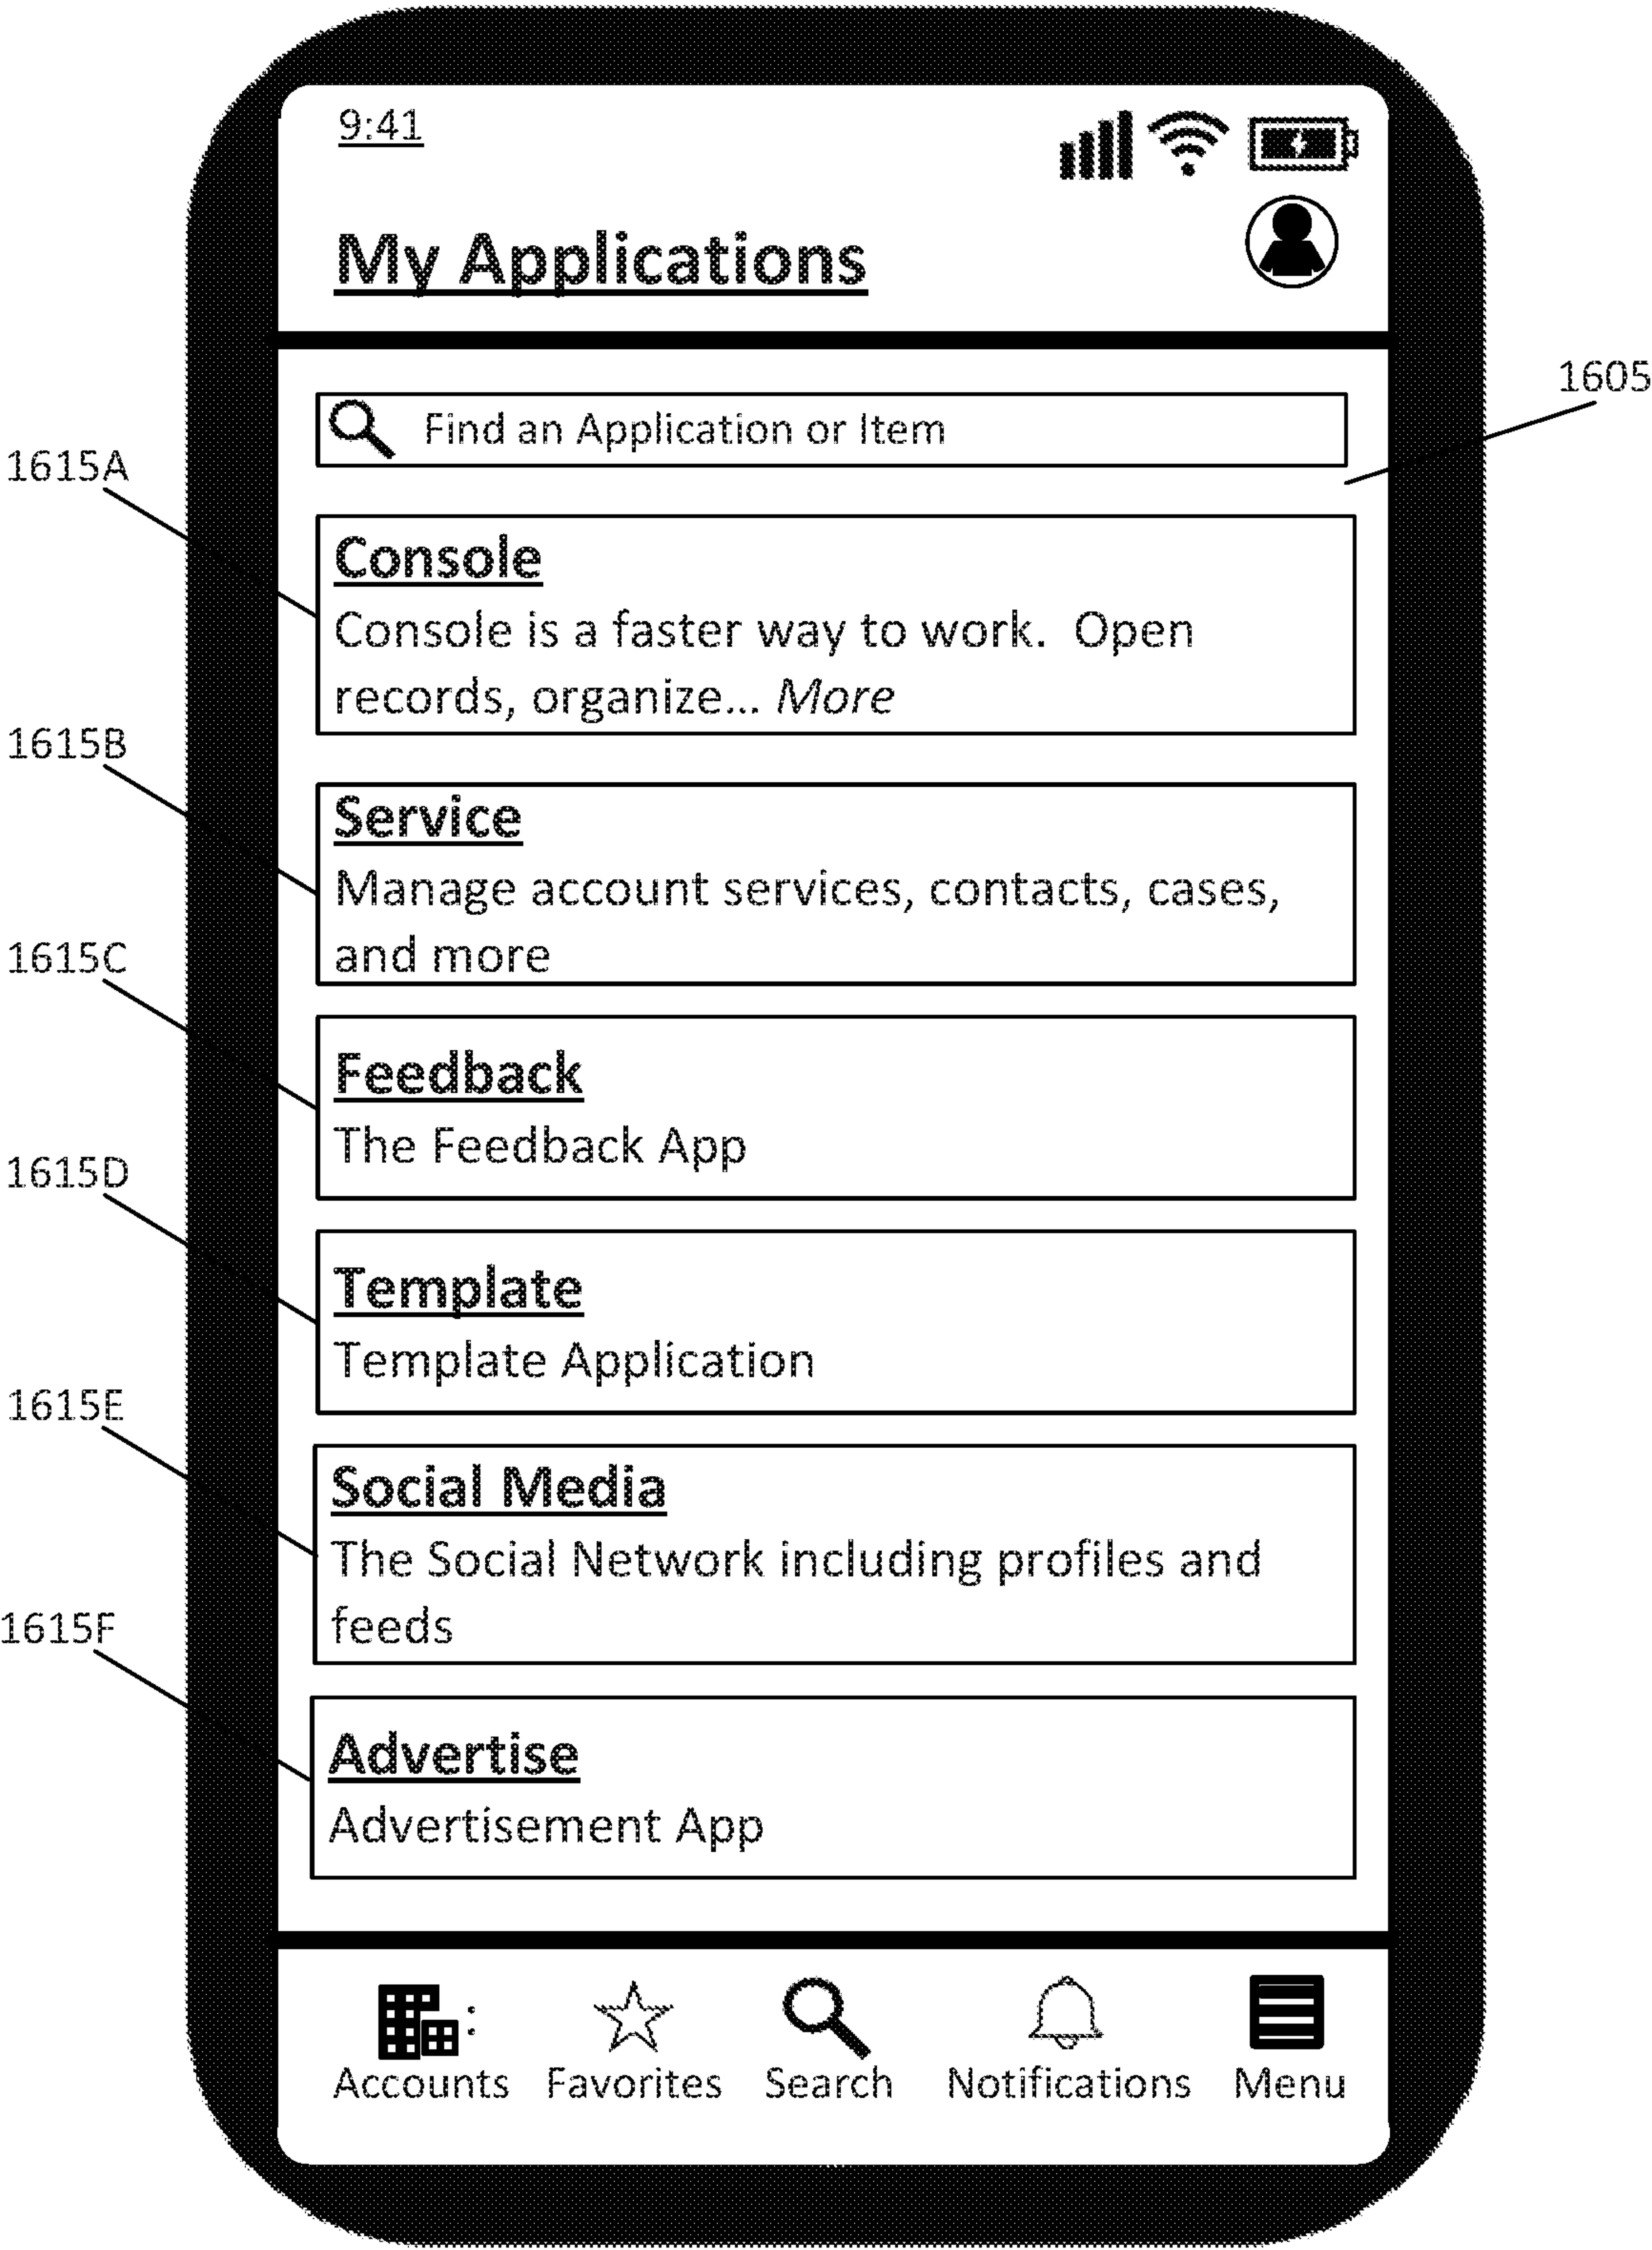 9:41
My Applications
1605
Find an Application or Item
1615A
Console
Console is a faster way to work.  Open
records, organize... More
1615B
Service
Manage account services, contacts, cases,
and more
1615C
Feedback
The Feedback App
1615D
Template
Template Application
1615E
Social Media
The Social Network including profiles and
feeds
1615F
Advertise
Advertisement App
Accounts Favorites Search Notifications Menu